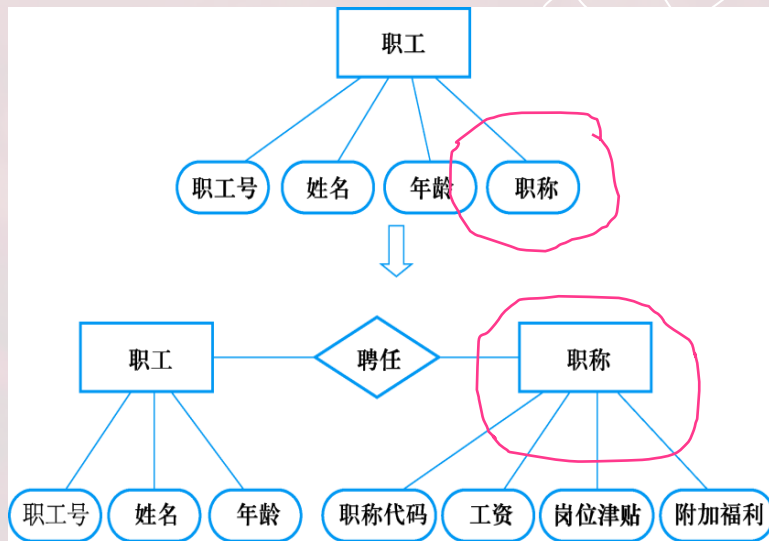 职工
职工号 姓名 年龄 职称
职工 聘任 职称
职工号 姓名 年龄 职称代码 工资 岗位津贴 附加福利